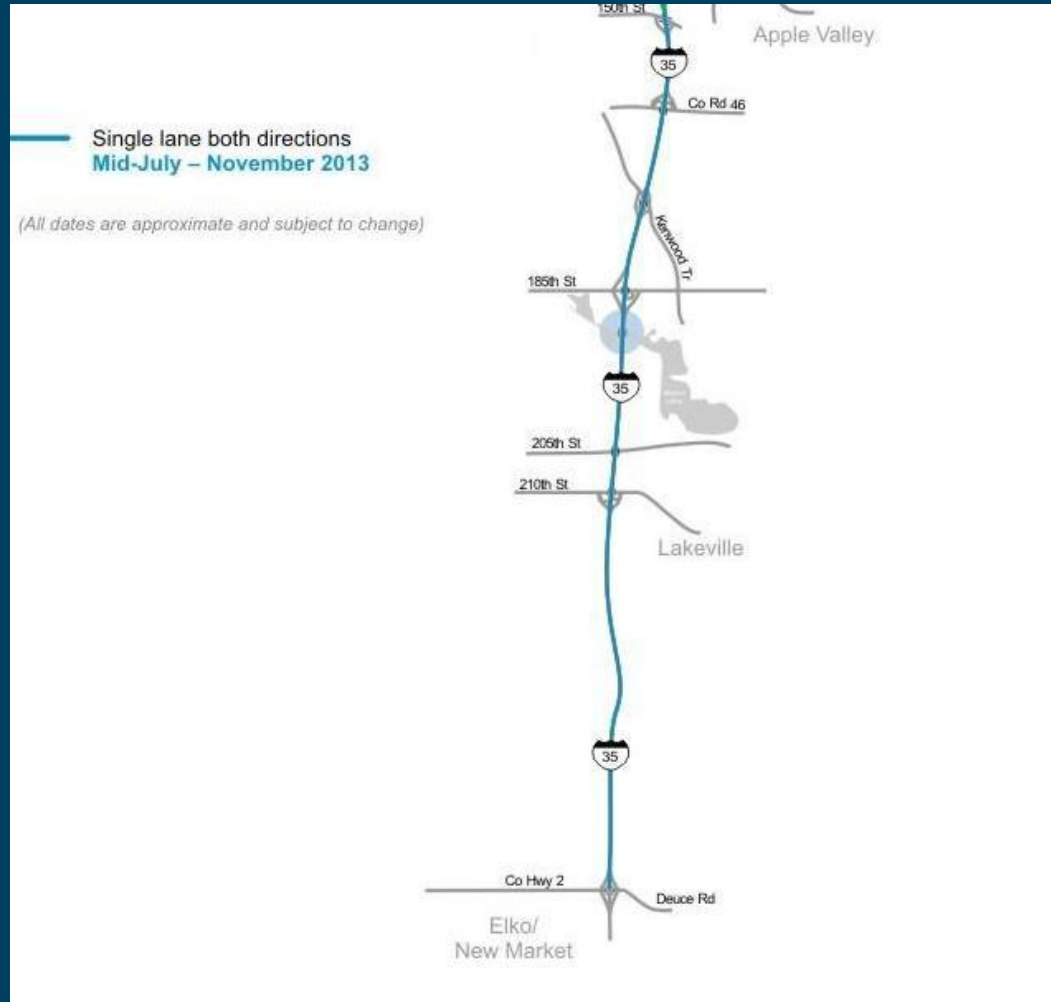 150th St
Apple Valley
35
Co Rd 46
Single lane both directions
Mid-July – November 2013
(All dates are approximate and subject to change)
Kenwood Tr
185th St
35
205th St
210th St
Lakeville
35
Co Hwy 2
Deuce Rd
Elko/
New Market